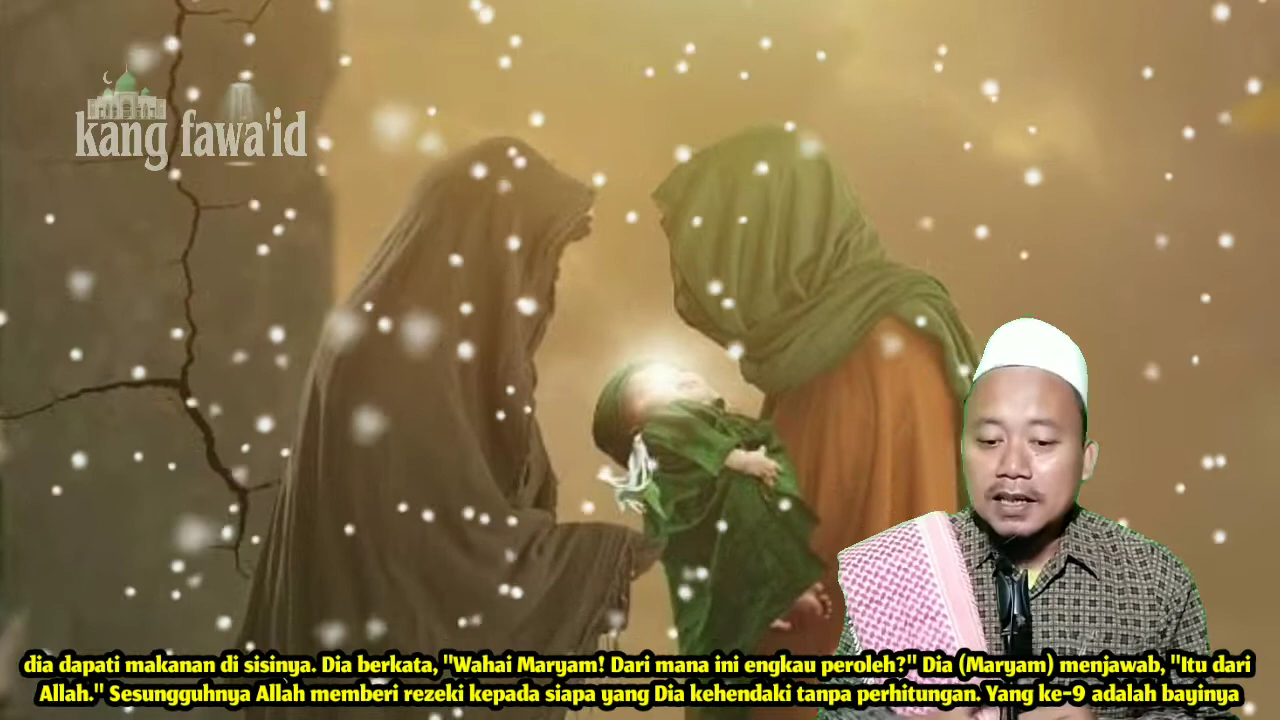 kang fawa'id
dia dapati makanan di sisinya. Dia berkata, "Wahai Maryam! Dari mana ini engkau peroleh?" Dia (Maryam) menjawab, "Itu dari
Allah." Sesungguhnya Allah memberi rezeki kepada siapa yang Dia kehendaki tanpa perhitungan. Yang ke-9 adalah bayinya